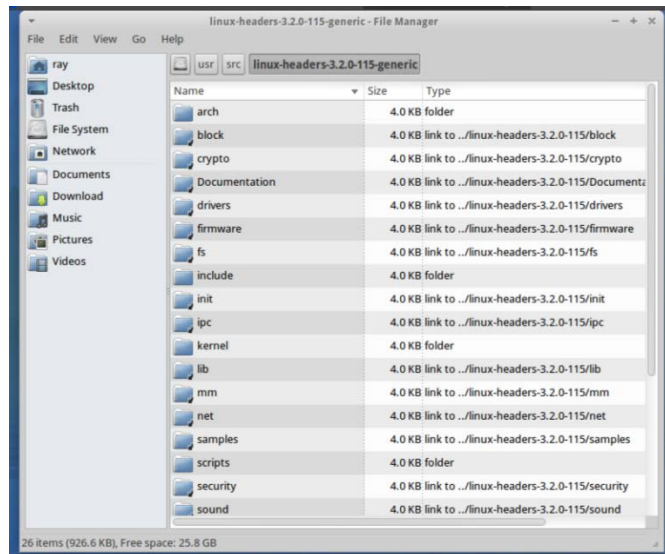 linux-headers-3.2.0-115-generic - File Manager
File Edit View Go Help
usr src linux-headers-3.2.0-115-generic
ray
Desktop
Trash
File System
Network
Documents
Download
Music
Pictures
Videos
Name Size Type
arch 4.0 KB folder
block 4.0 KB link to ../linux-headers-3.2.0-115/block
crypto 4.0 KB link to ../linux-headers-3.2.0-115/crypto
Documentation 4.0 KB link to ../linux-headers-3.2.0-115/Documenta
drivers 4.0 KB link to ../linux-headers-3.2.0-115/drivers
firmware 4.0 KB link to ../linux-headers-3.2.0-115/firmware
fs 4.0 KB link to ../linux-headers-3.2.0-115/fs
include 4.0 KB folder
init 4.0 KB link to ../linux-headers-3.2.0-115/init
ipc 4.0 KB link to ../linux-headers-3.2.0-115/ipc
kernel 4.0 KB folder
lib 4.0 KB link to ../linux-headers-3.2.0-115/lib
mm 4.0 KB link to ../linux-headers-3.2.0-115/mm
net 4.0 KB link to ../linux-headers-3.2.0-115/net
samples 4.0 KB link to ../linux-headers-3.2.0-115/samples
scripts 4.0 KB folder
security 4.0 KB link to ../linux-headers-3.2.0-115/security
sound 4.0 KB link to ../linux-headers-3.2.0-115/sound
26 items (926.6 KB), Free space: 25.8 GB